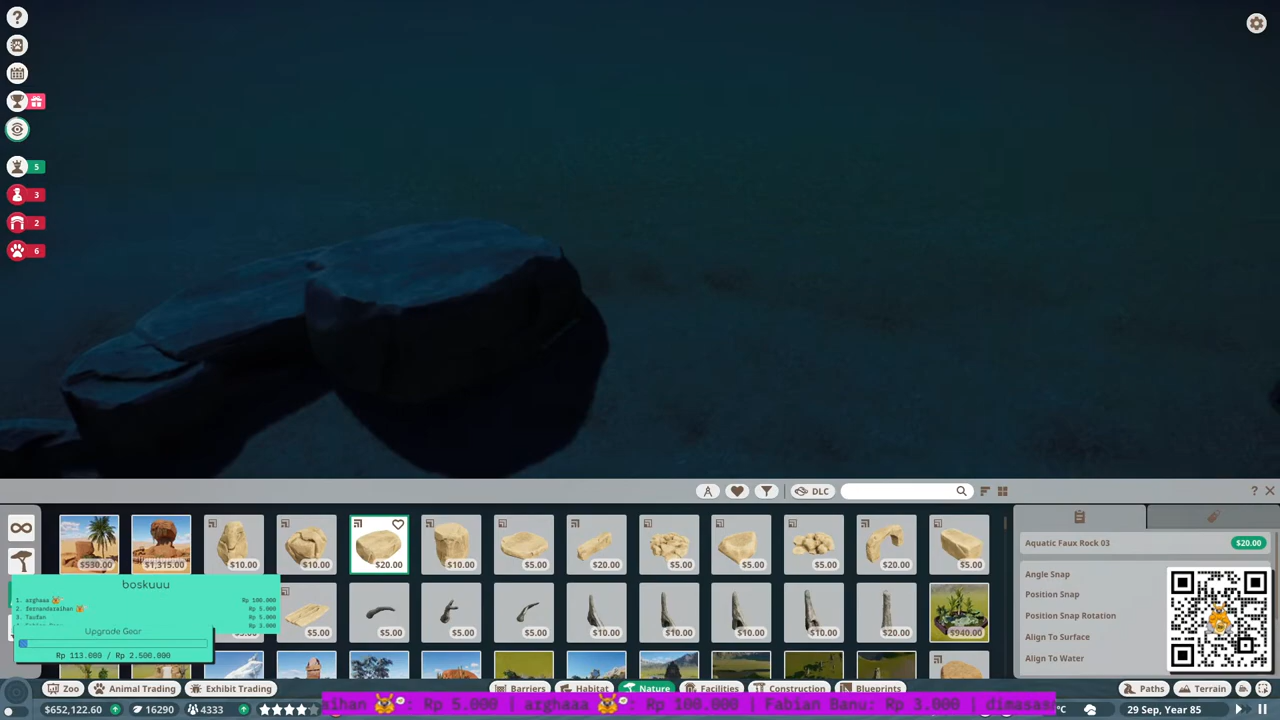 5
3
2
6
DLC
$530.00 $1,315.00 $10.00 $10.00 $20.00 $10.00 $5.00 $20.00 $5.00 $5.00 $5.00 $20.00 $5.00
Aquatic Faux Rock 03 $20.00
Angle Snap
Position Snap
Position Snap Rotation
Align To Surface
Align To Water
boskuuu
1. arghaaa Rp 100.000
2. fernandaraihan Rp 5.000
3. Taufan Rp 5.000
Rp 3.000
Upgrade Gear
Rp 113.000 / Rp 2.500.000
$5.00 $5.00 $5.00 $5.00 $10.00 $10.00 $10.00 $20.00 $940.00
Zoo Animal Trading Exhibit Trading Barriers Habitat Nature Facilities Construction Blueprints Paths Terrain
aihan : Rp 5.000 | arghaaa : Rp 100.000 | Fabian Banu: Rp 3.000 | dimasas
$652,122.60 16290 4333 °C 29 Sep, Year 85